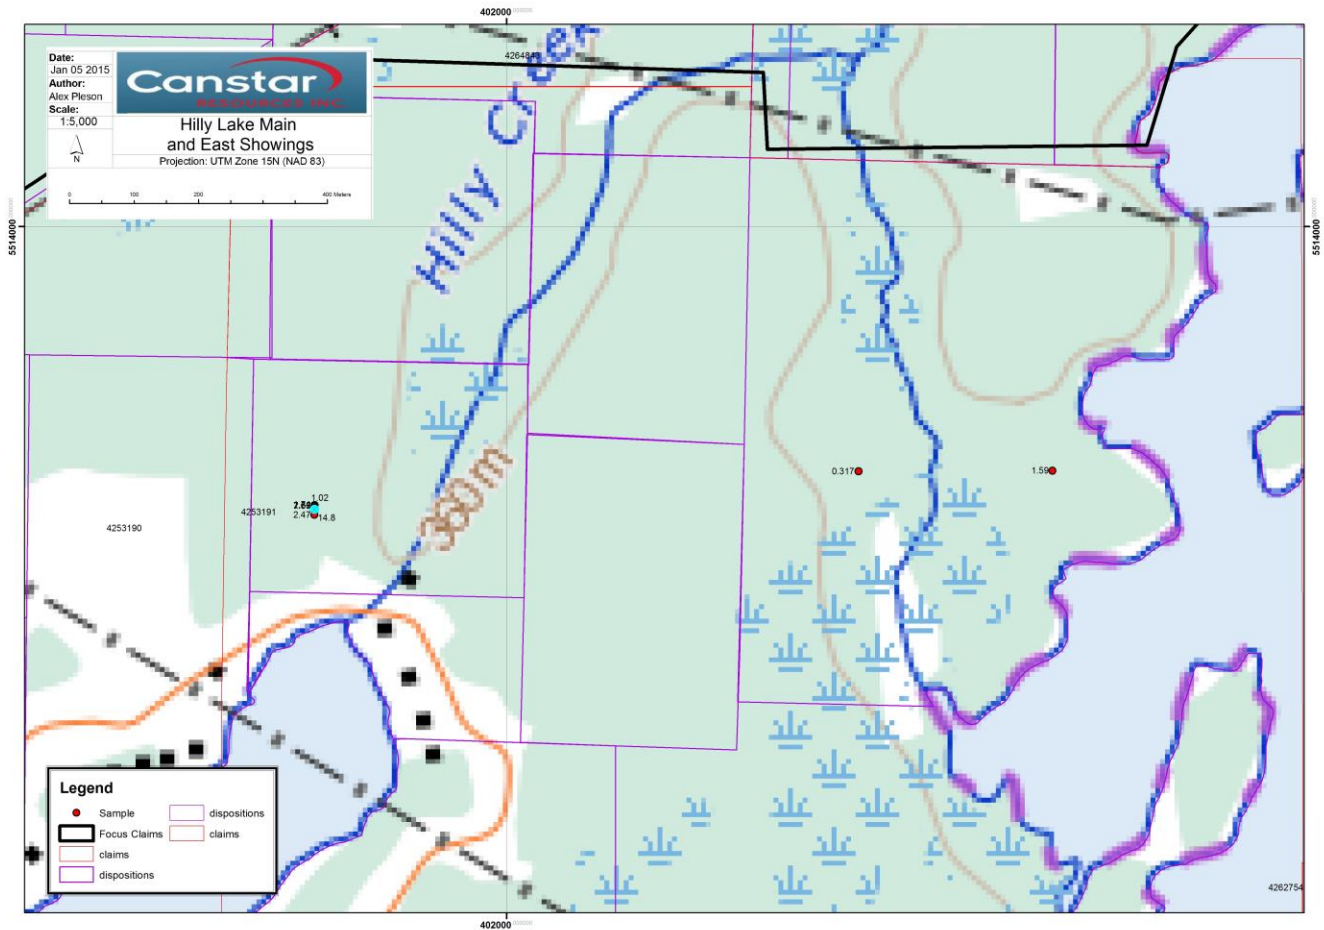 402000
Date:
Jan 05 2015
Author:
Alex Pleson
Scale:
1:5,000
N
Canstar
RESOURCES INC
Hilly Lake Main
and East Showings
Projection: UTM Zone 15N (NAD 83)
0 100 200 400 Meters
Hilly Creek
5514000
5514000
360m
0.317
1.59
1.02
2.47
14.8
4253191
4253190
Legend
Sample
dispositions
Focus Claims
claims
claims
dispositions
4262754
402000